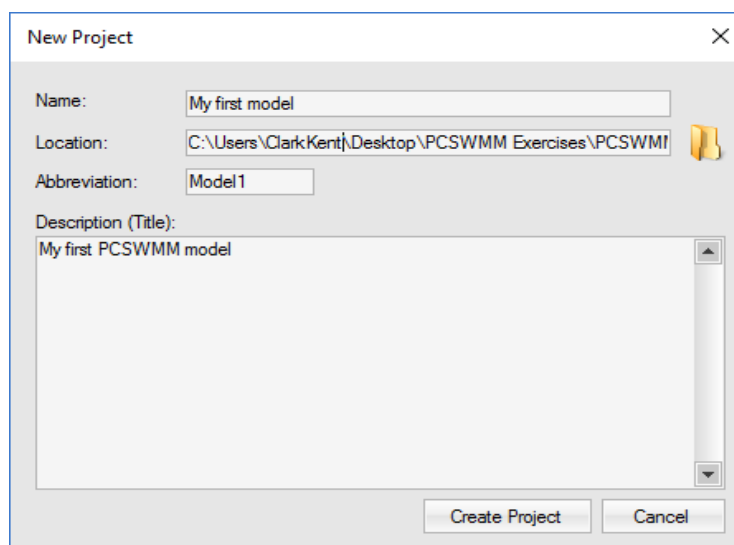 New Project
Name: My first model
Location: C:\Users\ClarkKent\Desktop\PCSWMM Exercises\PCSWM
Abbreviation: Model1
Description (Title):
My first PCSWMM model
Create Project Cancel